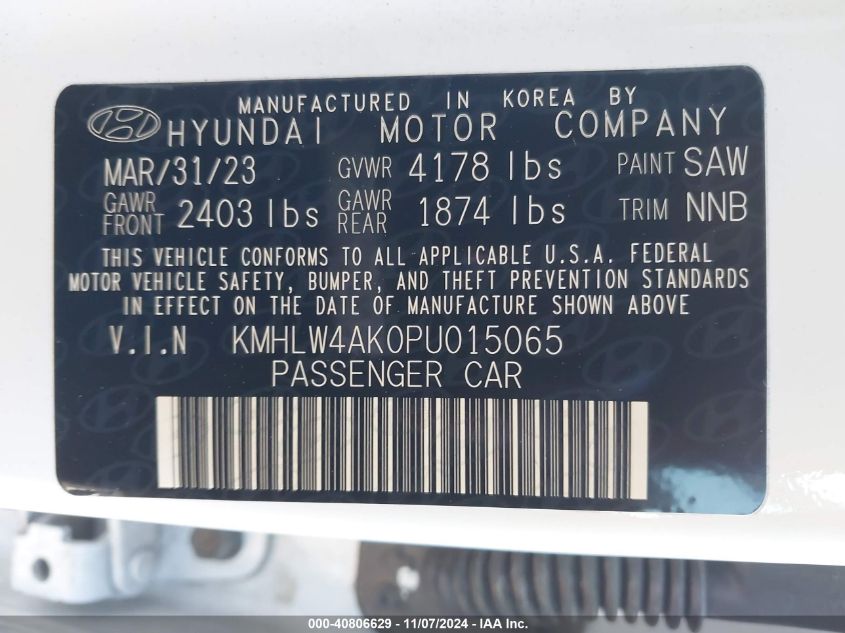 MANUFACTURED IN KOREA BY
HYUNDAI MOTOR COMPANY
MAR/31/23 GVWR 4178 lbs PAINT SAW
GAWR FRONT 2403 lbs GAWR REAR 1874 lbs TRIM NNB
THIS VEHICLE CONFORMS TO ALL APPLICABLE U.S.A. FEDERAL
MOTOR VEHICLE SAFETY, BUMPER, AND THEFT PREVENTION STANDARDS
IN EFFECT ON THE DATE OF MANUFACTURE SHOWN ABOVE
V.I.N KMHLW4AK0PU015065
PASSENGER CAR
000-40806629 - 11/07/2024 - IAA Inc.